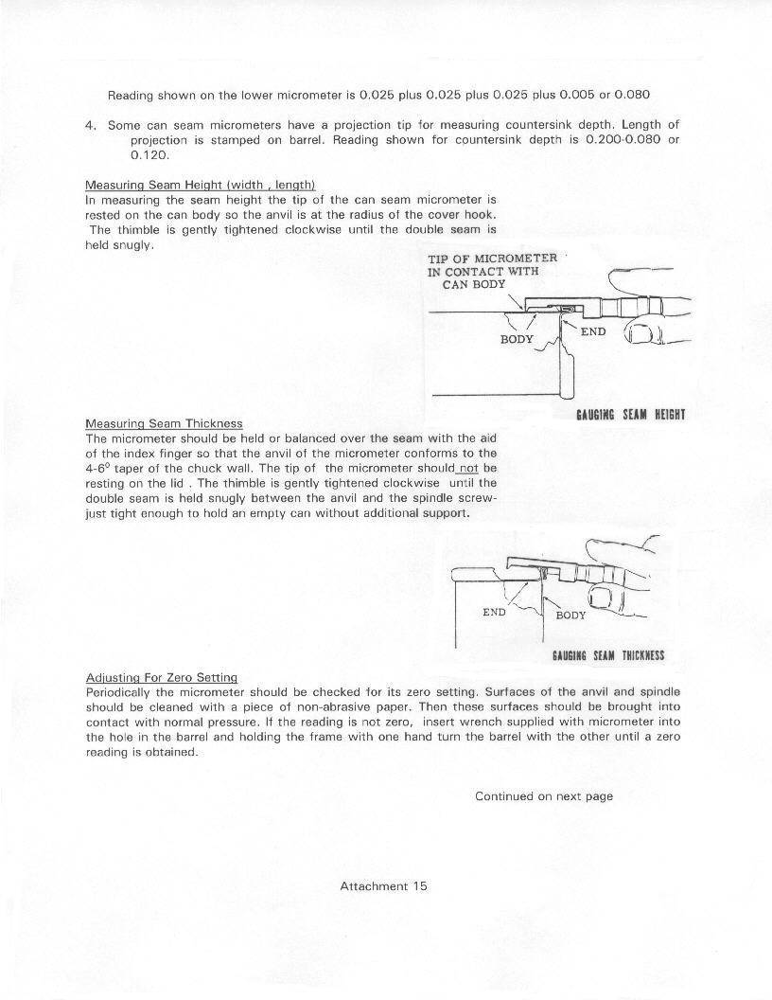 Reading shown on the lower micrometer is 0.025 plus 0.025 plus 0.025 plus 0.005 or 0.080
4. Some can seam micrometers have a projection tip for measuring countersink depth. Length of
projection is stamped on barrel. Reading shown for countersink depth is 0.200-0.080 or
0.120.
Measuring Seam Height (width , length)
In measuring the seam height the tip of the can seam micrometer is
rested on the can body so the anvil is at the radius of the cover hook.
The thimble is gently tightened clockwise until the double seam is
held snugly.
TIP OF MICROMETER
IN CONTACT WITH
CAN BODY
BODY
END
GAUGING SEAM HEIGHT
Measuring Seam Thickness
The micrometer should be held or balanced over the seam with the aid
of the index finger so that the anvil of the micrometer conforms to the
4-6⁰ taper of the chuck wall. The tip of the micrometer should not be
resting on the lid . The thimble is gently tightened clockwise until the
double seam is held snugly between the anvil and the spindle screw-
just tight enough to hold an empty can without additional support.
END
BODY
GAUGING SEAM THICKNESS
Adjusting For Zero Setting
Periodically the micrometer should be checked for its zero setting. Surfaces of the anvil and spindle
should be cleaned with a piece of non-abrasive paper. Then these surfaces should be brought into
contact with normal pressure. If the reading is not zero, insert wrench supplied with micrometer into
the hole in the barrel and holding the frame with one hand turn the barrel with the other until a zero
reading is obtained.
Continued on next page
Attachment 15